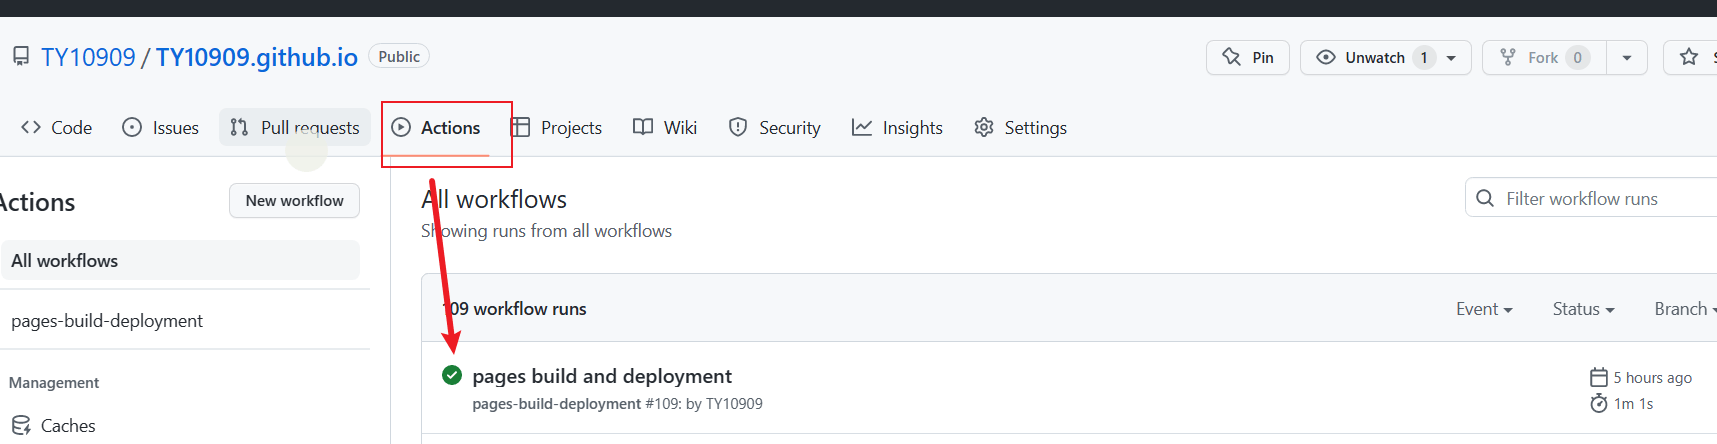 TY10909 / TY10909.github.io Public
Pin Unwatch 1 Fork 0
Code Issues Pull requests Actions Projects Wiki Security Insights Settings
Actions New workflow
All workflows
pages-build-deployment
Management
Caches
All workflows
Showing runs from all workflows
Filter workflow runs
109 workflow runs Event Status Branch
pages build and deployment
pages-build-deployment #109: by TY10909
5 hours ago
1m 1s